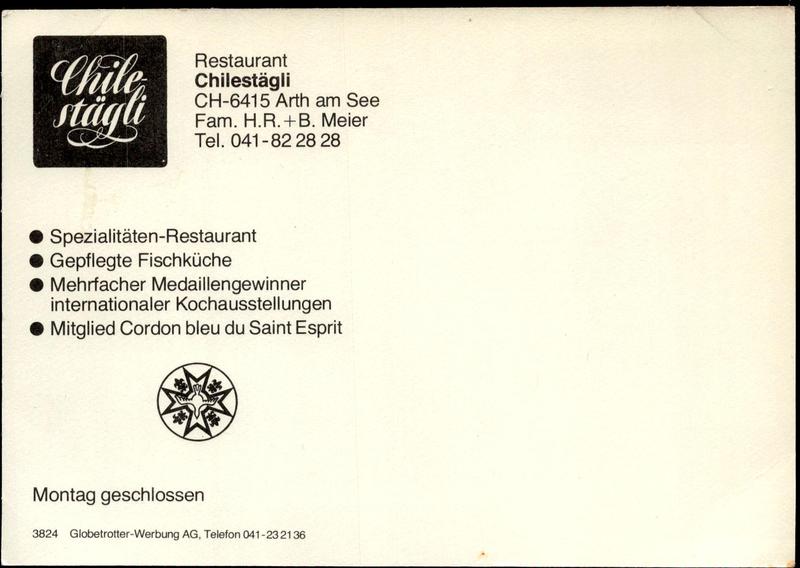 Chile-
stägli
Restaurant
Chilestägli
CH-6415 Arth am See
Fam. H.R.+B. Meier
Tel. 041-82 28 28
● Spezialitäten-Restaurant
● Gepflegte Fischküche
● Mehrfacher Medaillengewinner
internationaler Kochausstellungen
● Mitglied Cordon bleu du Saint Esprit
Montag geschlossen
3824 Globetrotter-Werbung AG, Telefon 041-23 21 36